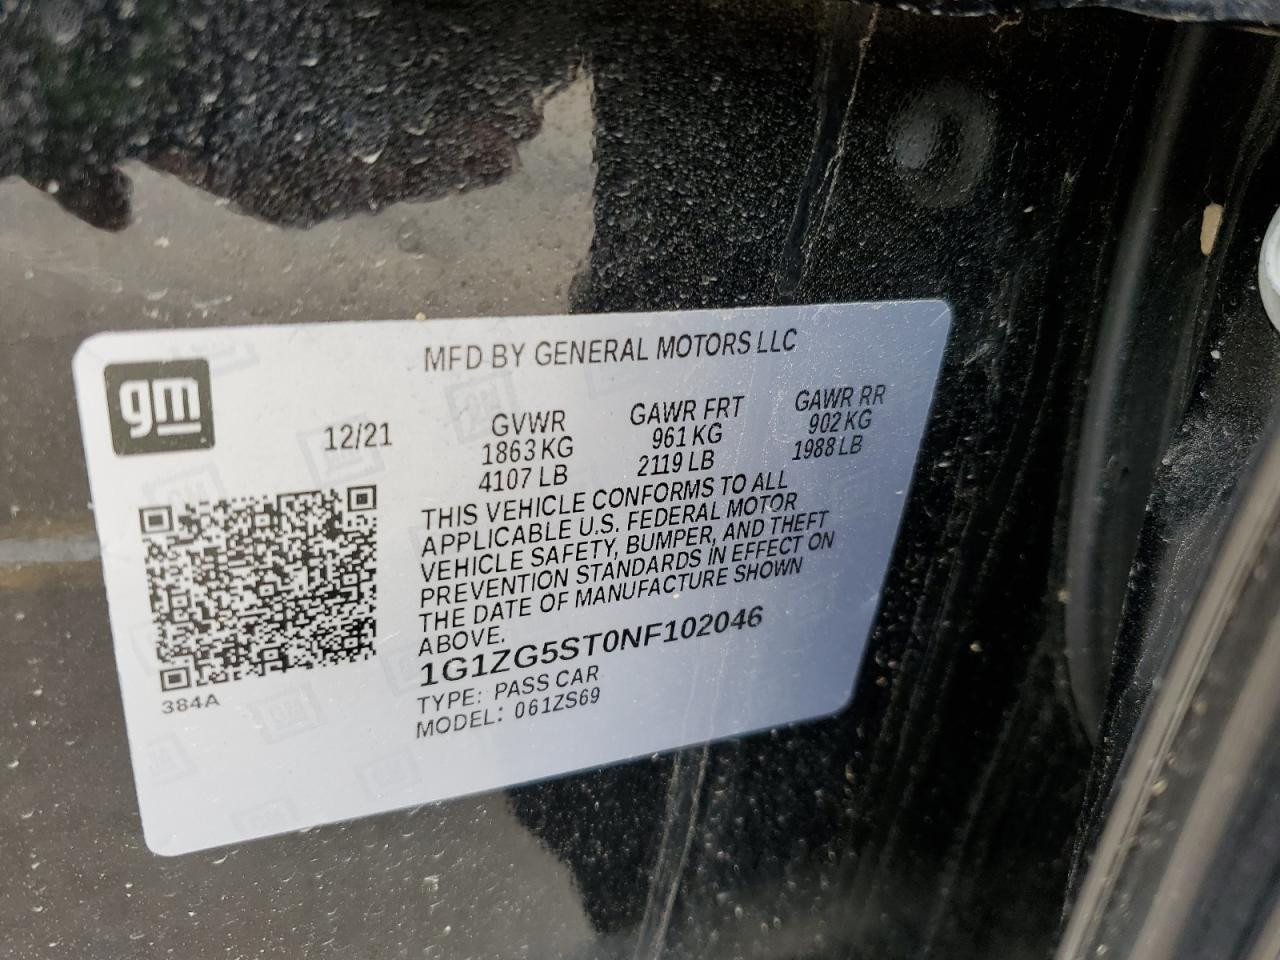 MFD BY GENERAL MOTORS LLC
gm
12/21
GVWR
1863 KG
4107 LB
GAWR FRT
961 KG
2119 LB
GAWR RR
902 KG
1988 LB
THIS VEHICLE CONFORMS TO ALL
APPLICABLE U.S. FEDERAL MOTOR
VEHICLE SAFETY, BUMPER, AND THEFT
PREVENTION STANDARDS IN EFFECT ON
THE DATE OF MANUFACTURE SHOWN
ABOVE.
1G1ZG5ST0NF102046
TYPE: PASS CAR
MODEL: 061ZS69
384A